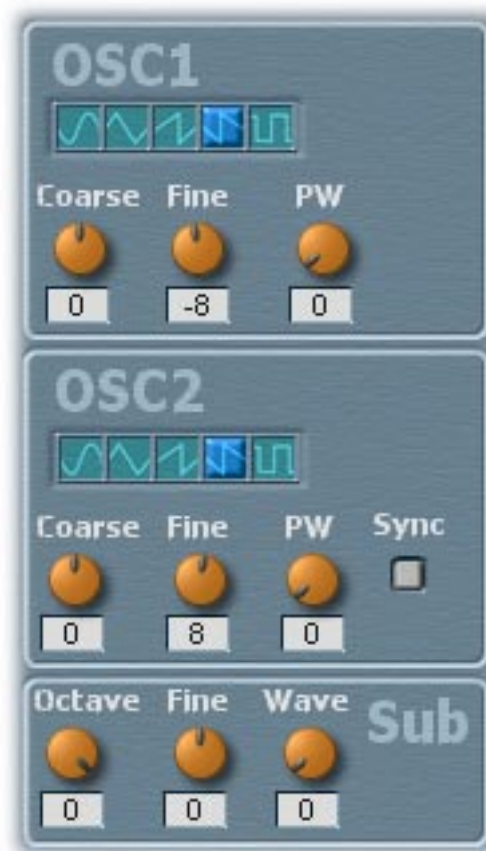 OSC1
Coarse Fine PW
0 -8 0
OSC2
Coarse Fine PW Sync
0 8 0
Octave Fine Wave Sub
0 0 0